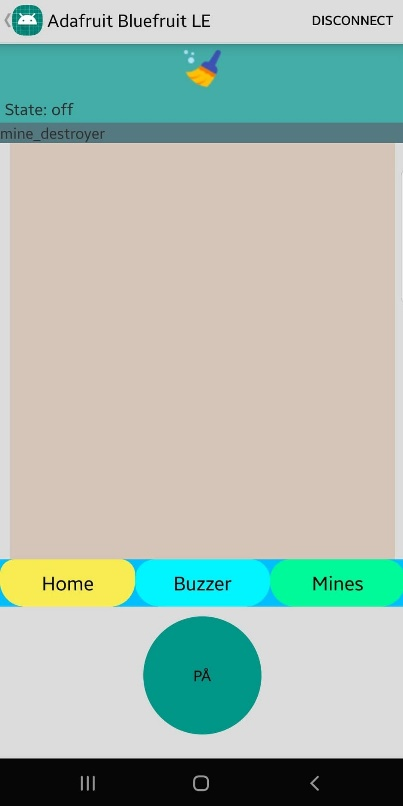 Adafruit Bluefruit LE DISCONNECT
State: off
mine_destroyer
Home Buzzer Mines
PÅ